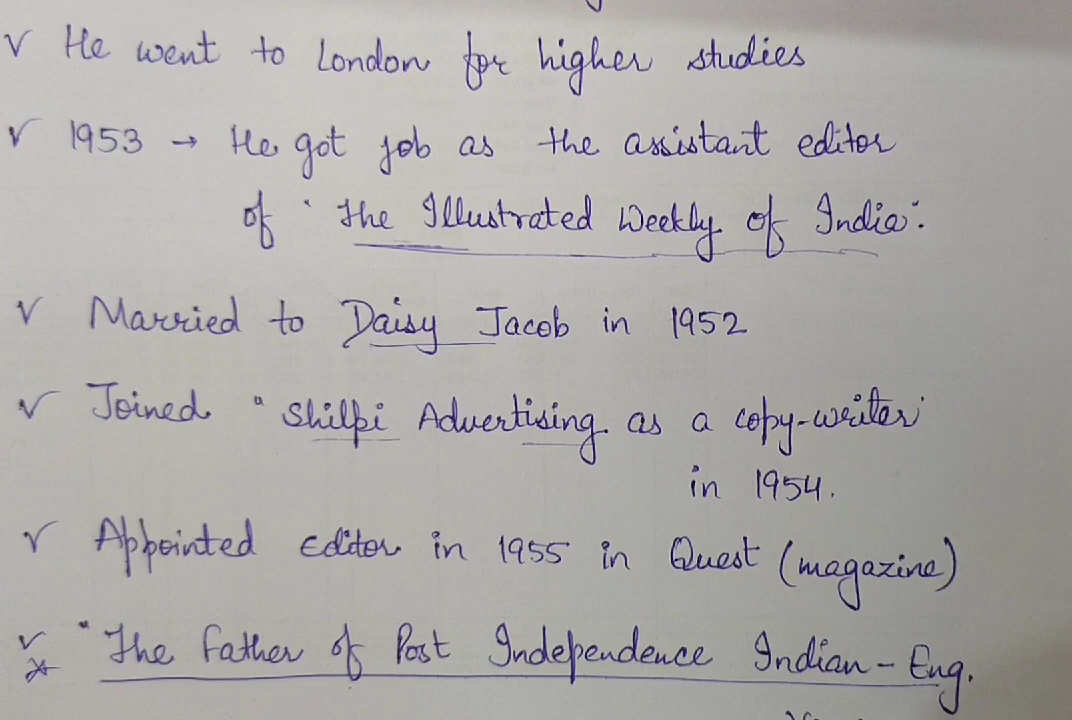 √ He went to London for higher studies
√ 1953 → He got job as the assistant editor
of "The Illustrated Weekly of India".
√ Married to Daisy Jacob in 1952
√ Joined "Shilpi Advertising as a copy-writer'
in 1954.
√ Appointed Editor in 1955 in Quest (magazine)
√ "The Father of Post Independence Indian-Eng.